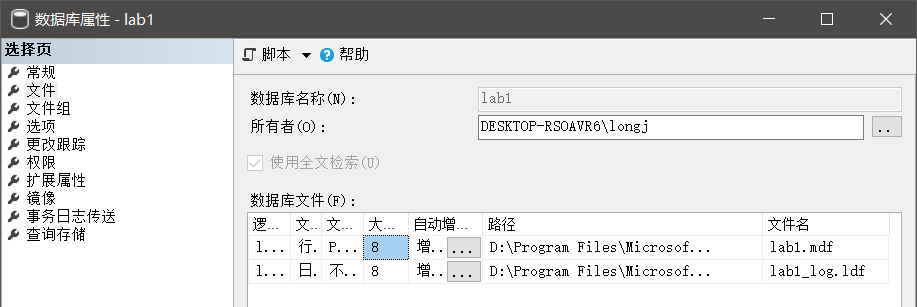 数据库属性 - lab1
选择页
常规
文件
文件组
选项
更改跟踪
权限
扩展属性
镜像
事务日志传送
查询存储
脚本 帮助
数据库名称(N): lab1
所有者(O): DESKTOP-RSOAVR6\longj ..
使用全文检索(U)
数据库文件(F):
逻... 文... 文... 大... 自动增... 路径 文件名
l... 行. P... 8 增.. ... D:\Program Files\Microsof... lab1.mdf
l... 日. 不.. 8 增.. ... D:\Program Files\Microsof... lab1_log.ldf